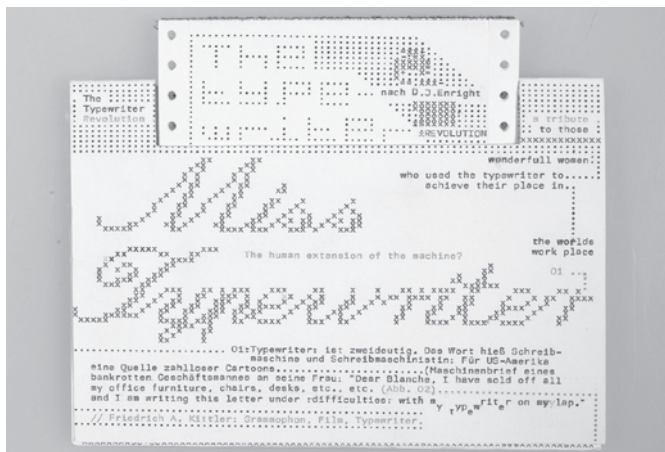 The
type
writer
nach D.J.Enright
±REVOLUTION
The
Typewriter
Revolution
a tribute
to those
wonderfull women:
who used the typewriter to.....
achieve their place in..
the worlds
work place
Miss
Typewriter
The human extension of the machine?
01
01:Typewriter: ist zweideutig. Das Wort hieß Schreib-
maschine und Schreibmaschinistin: Für US-Amerika
eine Quelle zahlloser Cartoons.....................(Maschinenbrief eines
bankrotten Geschäftsmannes an seine Frau: "Dear Blanche, I have sold off all
my office furniture, chairs, desks, etc., etc. (Abb. 02)
and I am writing this letter under :difficulties: with my typewriter on my lap."
// Friedrich A. Kittler: Grammophon, Film, Typewriter.